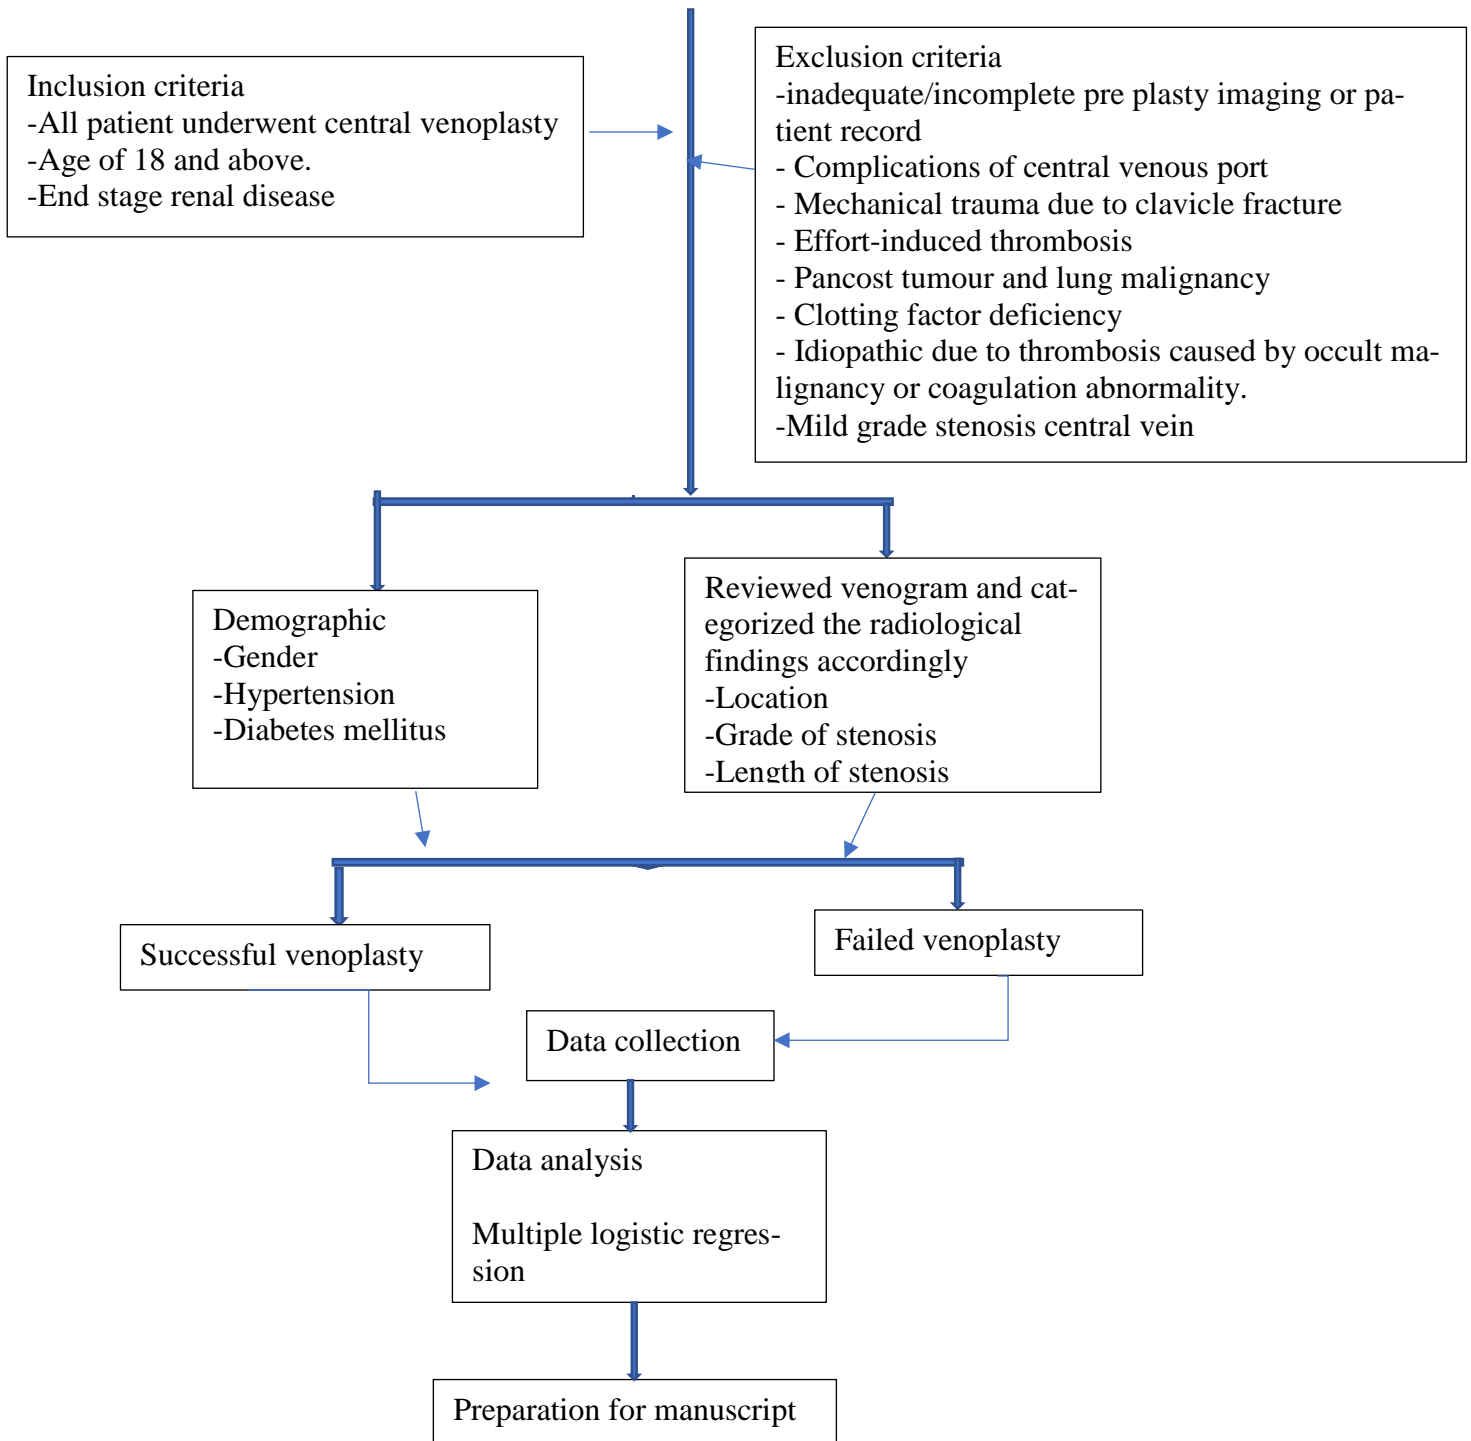 Inclusion criteria
-All patient underwent central venoplasty
-Age of 18 and above.
-End stage renal disease
Exclusion criteria
-inadequate/incomplete pre plasty imaging or pa-
tient record
- Complications of central venous port
- Mechanical trauma due to clavicle fracture
- Effort-induced thrombosis
- Pancost tumour and lung malignancy
- Clotting factor deficiency
- Idiopathic due to thrombosis caused by occult ma-
lignancy or coagulation abnormality.
-Mild grade stenosis central vein
Demographic
-Gender
-Hypertension
-Diabetes mellitus
Reviewed venogram and cat-
egorized the radiological
findings accordingly
-Location
-Grade of stenosis
-Length of stenosis
Successful venoplasty
Failed venoplasty
Data collection
Data analysis
Multiple logistic regres-
sion
Preparation for manuscript